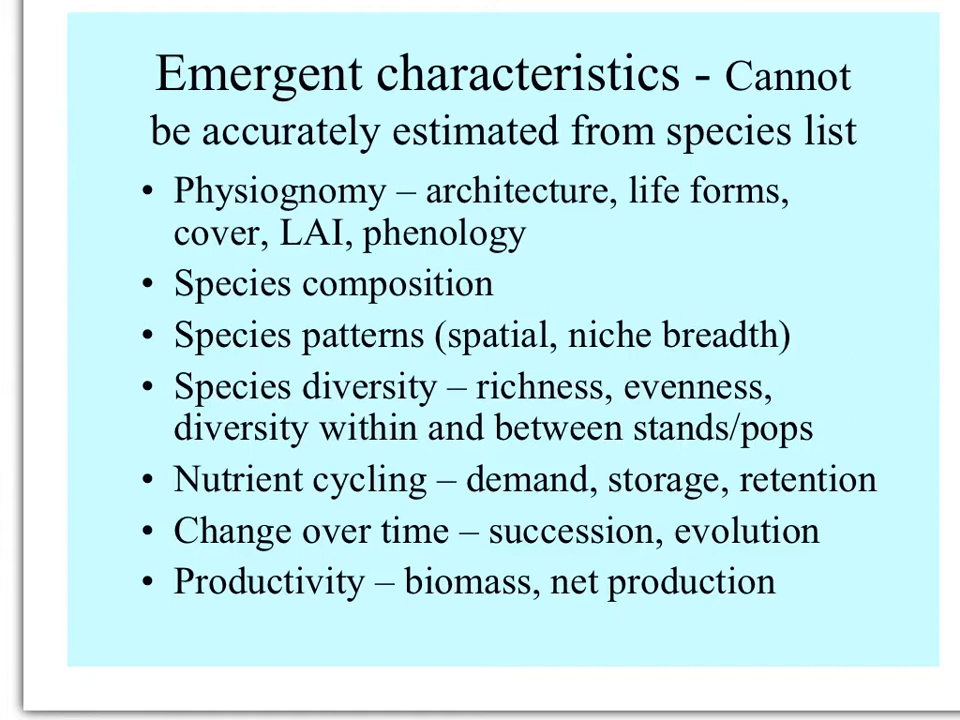 Emergent characteristics - Cannot
be accurately estimated from species list
• Physiognomy – architecture, life forms,
cover, LAI, phenology
• Species composition
• Species patterns (spatial, niche breadth)
• Species diversity – richness, evenness,
diversity within and between stands/pops
• Nutrient cycling – demand, storage, retention
• Change over time – succession, evolution
• Productivity – biomass, net production